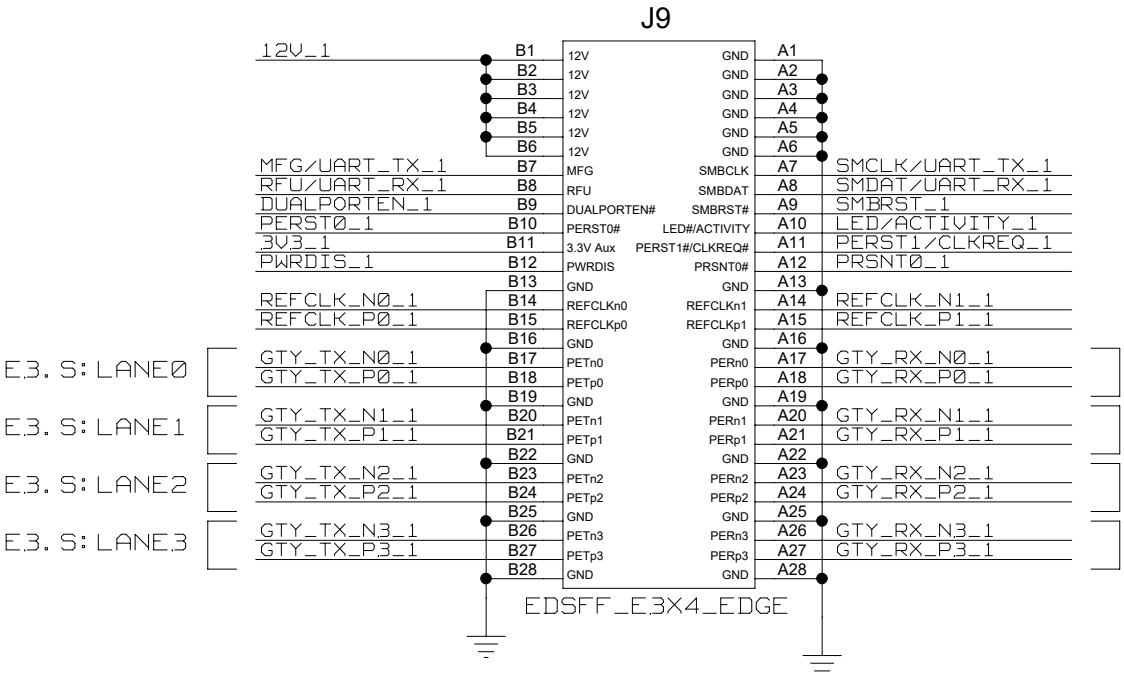 J9
12V_1 B1 12V GND A1
B2 12V GND A2
B3 12V GND A3
B4 12V GND A4
B5 12V GND A5
B6 12V GND A6
MFG/UART_TX_1 B7 MFG SMBCLK A7 SMCLK/UART_TX_1
RFU/UART_RX_1 B8 RFU SMBDAT A8 SMDAT/UART_RX_1
DUALPORTEN_1 B9 DUALPORTEN# SMBRST# A9 SMBRST_1
PERST0_1 B10 PERST0# LED#/ACTIVITY A10 LED/ACTIVITY_1
3V3_1 B11 3.3V Aux PERST1#/CLKREQ# A11 PERST1/CLKREQ_1
PWRDIS_1 B12 PWRDIS PRSNT0# A12 PRSNT0_1
B13 GND GND A13
REFCLK_N0_1 B14 REFCLKn0 REFCLKn1 A14 REFCLK_N1_1
REFCLK_P0_1 B15 REFCLKp0 REFCLKp1 A15 REFCLK_P1_1
B16 GND GND A16
GTY_TX_N0_1 B17 PETn0 PERn0 A17 GTY_RX_N0_1
E3.S:LANE0 GTY_TX_P0_1 B18 PETp0 PERp0 A18 GTY_RX_P0_1
B19 GND GND A19
GTY_TX_N1_1 B20 PETn1 PERn1 A20 GTY_RX_N1_1
E3.S:LANE1 GTY_TX_P1_1 B21 PETp1 PERp1 A21 GTY_RX_P1_1
B22 GND GND A22
GTY_TX_N2_1 B23 PETn2 PERn2 A23 GTY_RX_N2_1
E3.S:LANE2 GTY_TX_P2_1 B24 PETp2 PERp2 A24 GTY_RX_P2_1
B25 GND GND A25
GTY_TX_N3_1 B26 PETn3 PERn3 A26 GTY_RX_N3_1
E3.S:LANE3 GTY_TX_P3_1 B27 PETp3 PERp3 A27 GTY_RX_P3_1
B28 GND GND A28
EDSFF_E3X4_EDGE